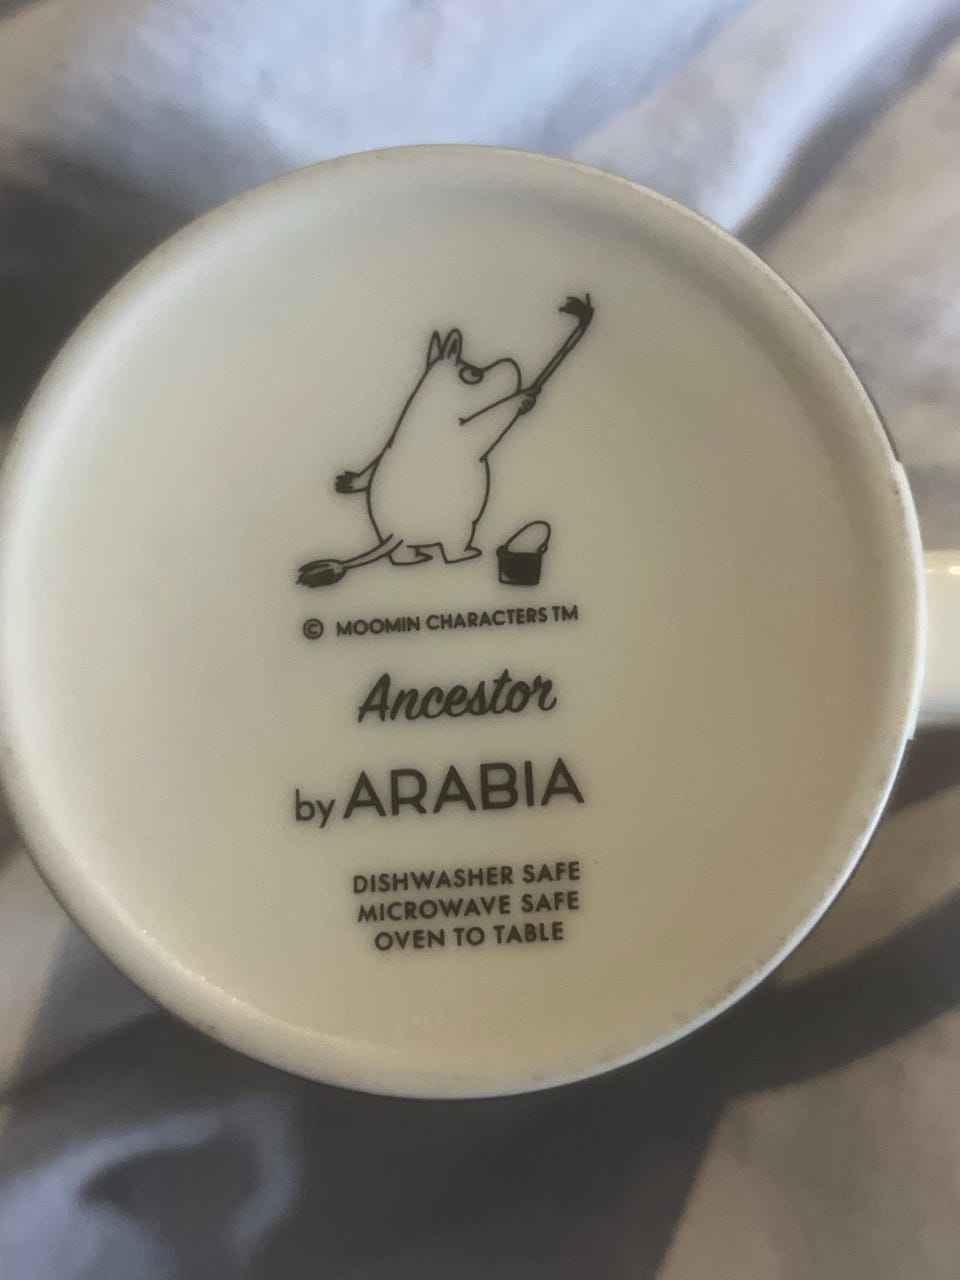 © MOOMIN CHARACTERS TM
Ancestor
by ARABIA
DISHWASHER SAFE
MICROWAVE SAFE
OVEN TO TABLE